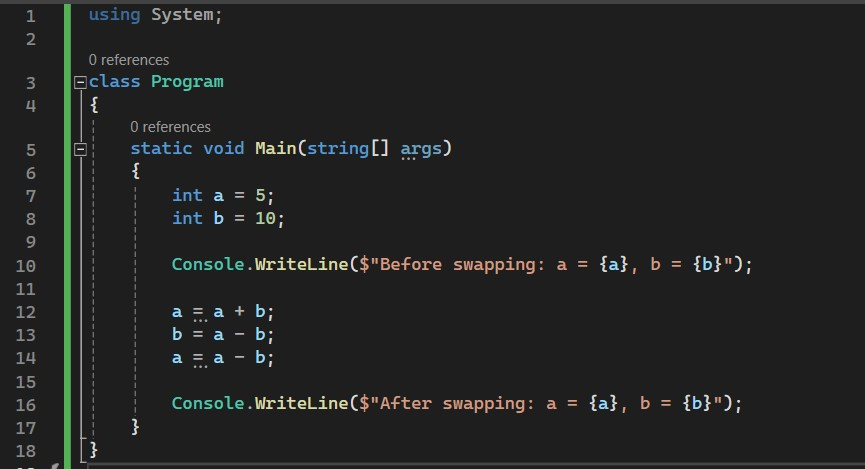 1 using System;
2
0 references
3 class Program
4 {
0 references
5 static void Main(string[] args)
6 {
7 int a = 5;
8 int b = 10;
9
10 Console.WriteLine($"Before swapping: a = {a}, b = {b}");
11
12 a = a + b;
13 b = a - b;
14 a = a - b;
15
16 Console.WriteLine($"After swapping: a = {a}, b = {b}");
17 }
18 }